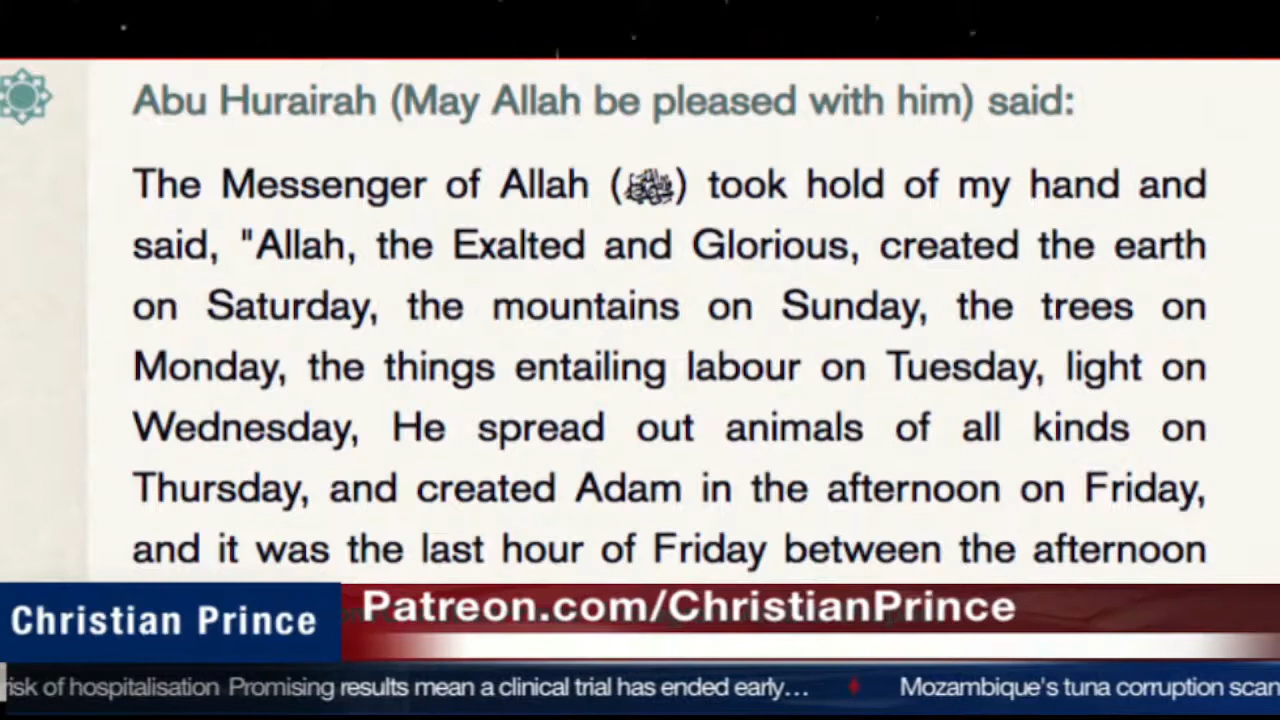 Abu Hurairah (May Allah be pleased with him) said:
The Messenger of Allah (ﷺ) took hold of my hand and
said, "Allah, the Exalted and Glorious, created the earth
on Saturday, the mountains on Sunday, the trees on
Monday, the things entailing labour on Tuesday, light on
Wednesday, He spread out animals of all kinds on
Thursday, and created Adam in the afternoon on Friday,
and it was the last hour of Friday between the afternoon
Christian Prince
Patreon.com/ChristianPrince
risk of hospitalisation Promising results mean a clinical trial has ended early... Mozambique's tuna corruption scan